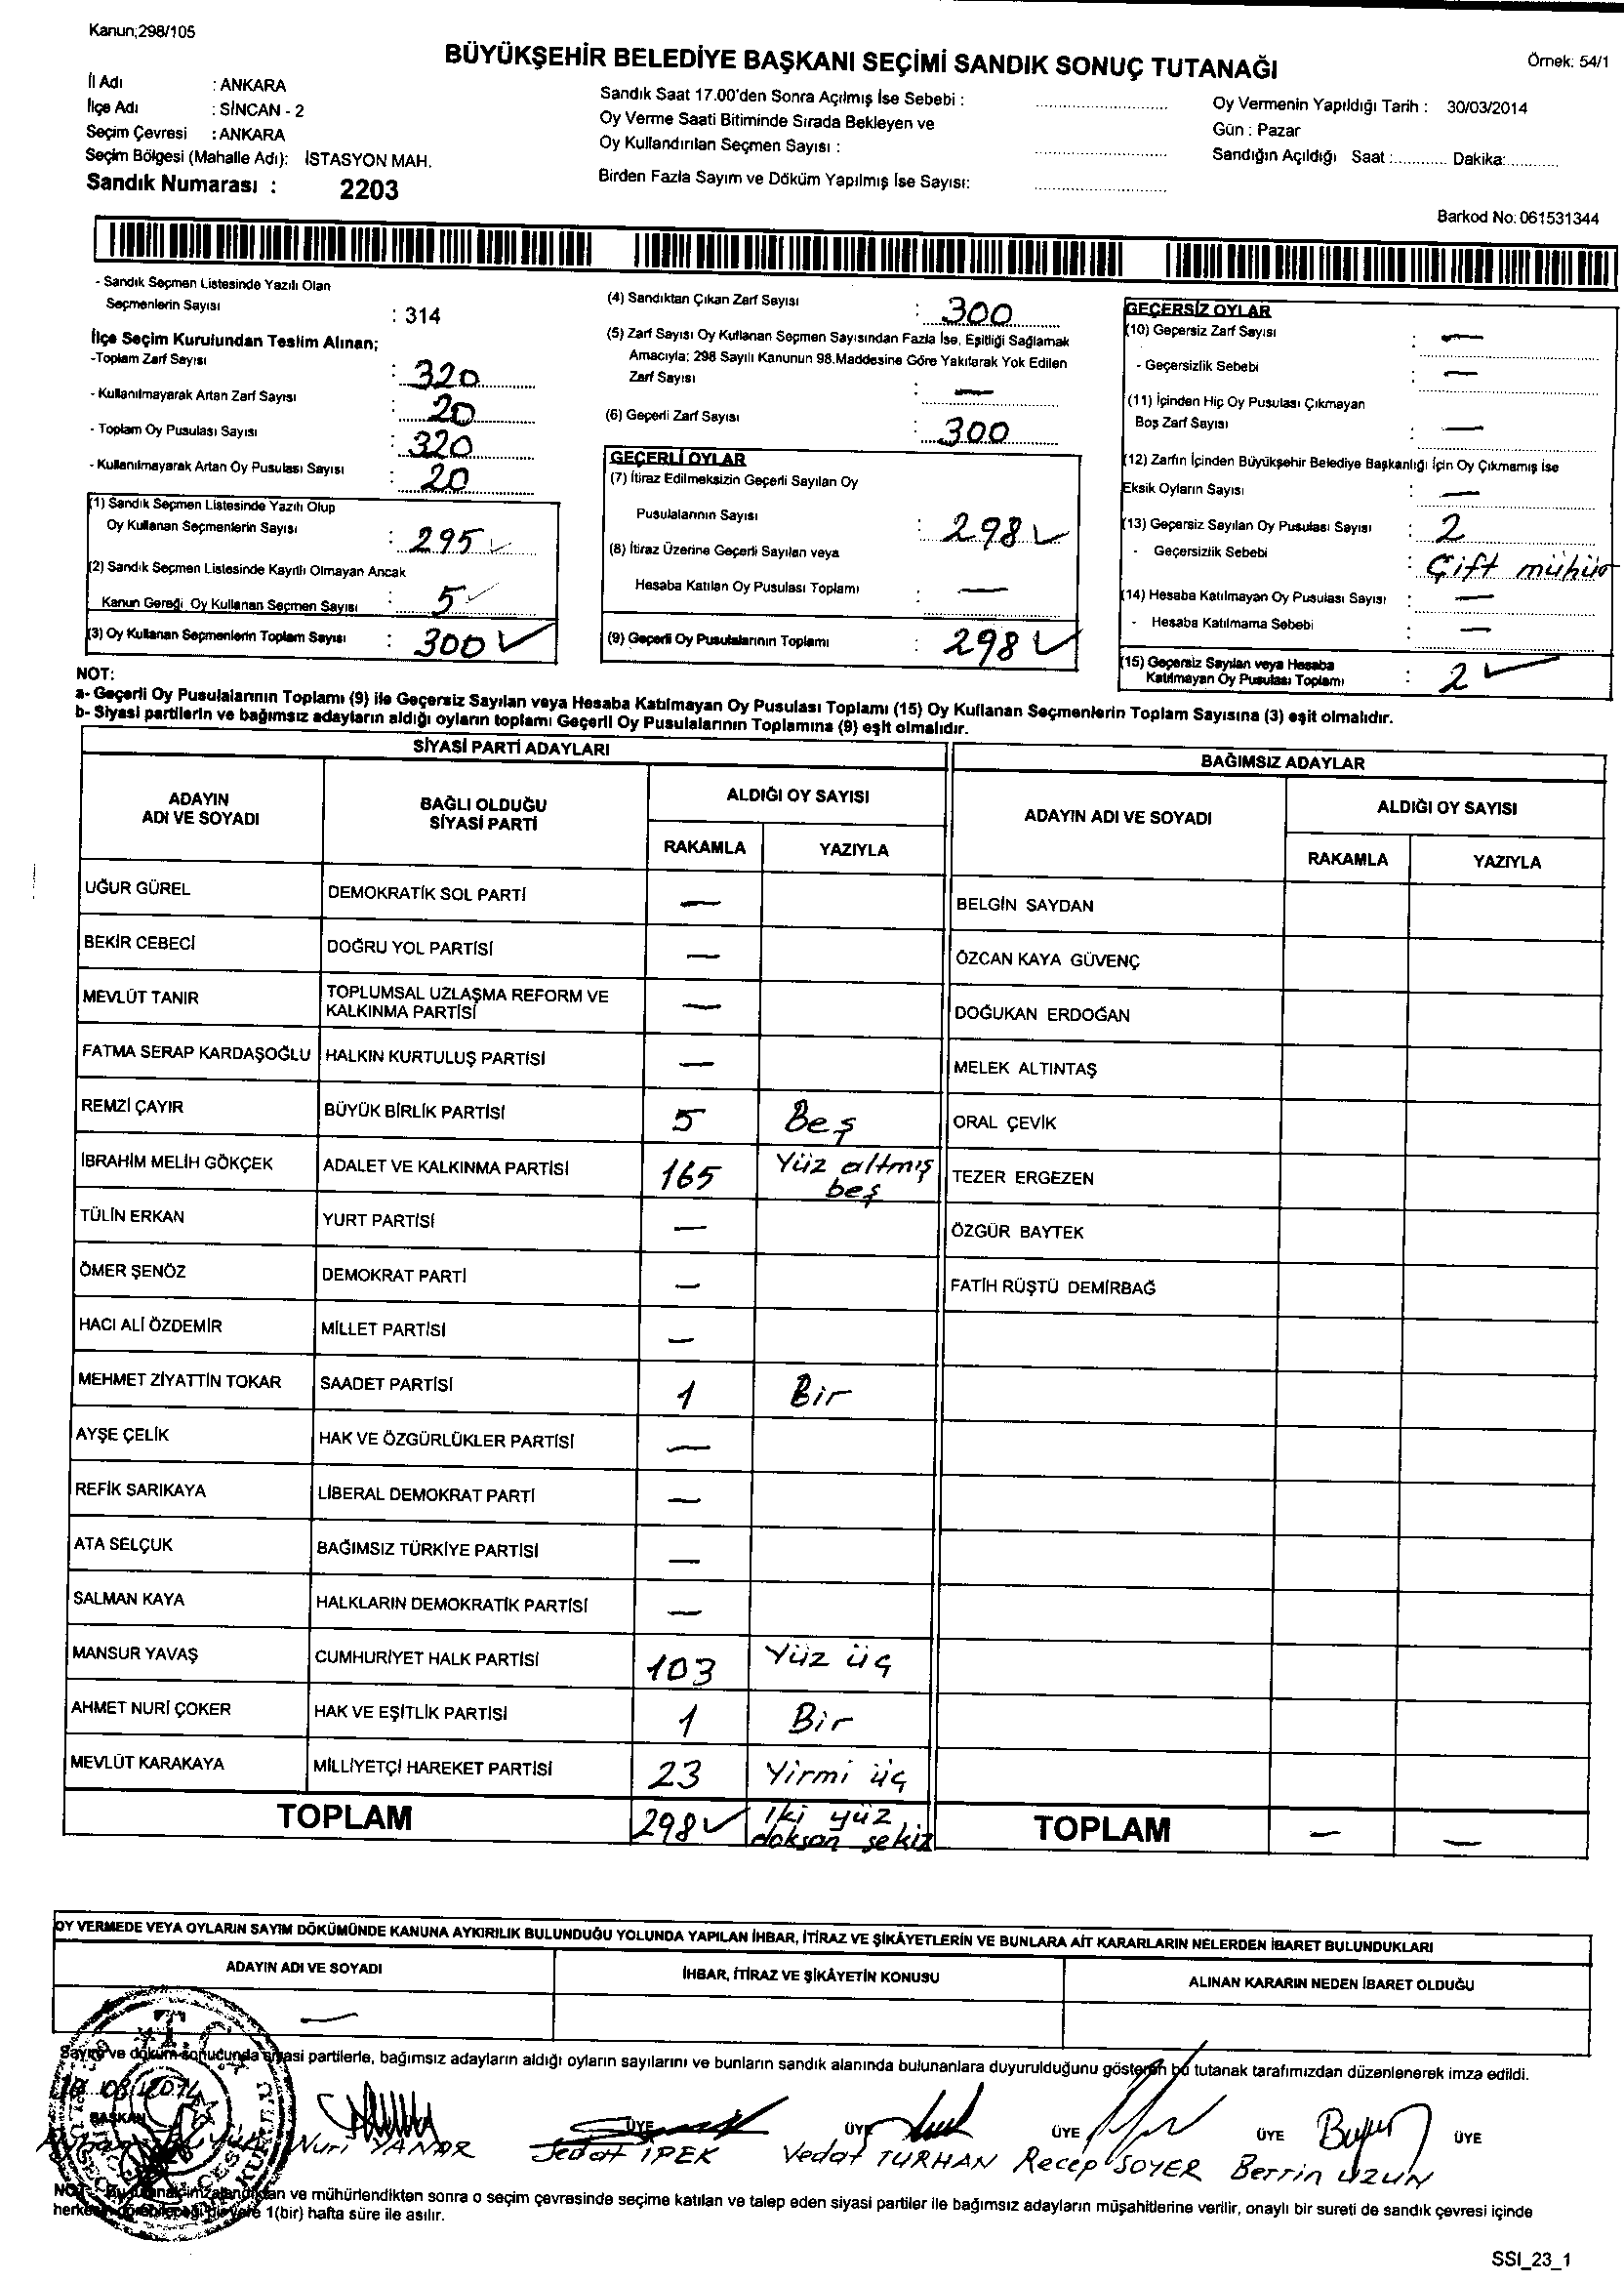 Kanun;298/105
BÜYÜKŞEHİR BELEDİYE BAŞKANI SEÇİMİ SANDIK SONUÇ TUTANAĞI
Örnek: 54/1
İl Adı : ANKARA
İlçe Adı : SİNCAN - 2
Seçim Çevresi : ANKARA
Seçim Bölgesi (Mahalle Adı): İSTASYON MAH.
Sandık Numarası : 2203
Sandık Saat 17.00'den Sonra Açılmış İse Sebebi :
Oy Verme Saati Bitiminde Sırada Bekleyen ve
Oy Kullandırılan Seçmen Sayısı :
Birden Fazla Sayım ve Döküm Yapılmış İse Sayısı:
Oy Vermenin Yapıldığı Tarih : 30/03/2014
Gün : Pazar
Sandığın Açıldığı Saat :............ Dakika:............
Barkod No: 061531344
- Sandık Seçmen Listesinde Yazılı Olan
Seçmenlerin Sayısı : 314
İlçe Seçim Kurulundan Teslim Alınan;
-Toplam Zarf Sayısı : 320
- Kullanılmayarak Artan Zarf Sayısı : 20
- Toplam Oy Pusulası Sayısı : 320
- Kullanılmayarak Artan Oy Pusulası Sayısı : 20
(1) Sandık Seçmen Listesinde Yazılı Olup
Oy Kullanan Seçmenlerin Sayısı : 295 ✓
(2) Sandık Seçmen Listesinde Kayıtlı Olmayan Ancak
Kanun Gereği Oy Kullanan Seçmen Sayısı : 5 ✓
(3) Oy Kullanan Seçmenlerin Toplam Sayısı : 300 ✓
(4) Sandıktan Çıkan Zarf Sayısı : 300
(5) Zarf Sayısı Oy Kullanan Seçmen Sayısından Fazla İse, Eşitliği Sağlamak
Amacıyla; 298 Sayılı Kanunun 98.Maddesine Göre Yakılarak Yok Edilen
Zarf Sayısı : —
(6) Geçerli Zarf Sayısı : 300
GEÇERLİ OYLAR
(7) İtiraz Edilmeksizin Geçerli Sayılan Oy
Pusulalarının Sayısı : 298 ✓
(8) İtiraz Üzerine Geçerli Sayılan veya
Hesaba Katılan Oy Pusulası Toplamı : —
(9) Geçerli Oy Pusulalarının Toplamı : 298 ✓
GEÇERSİZ OYLAR
(10) Geçersiz Zarf Sayısı : —
- Geçersizlik Sebebi : —
(11) İçinden Hiç Oy Pusulası Çıkmayan
Boş Zarf Sayısı : —
(12) Zarfın İçinden Büyükşehir Belediye Başkanlığı İçin Oy Çıkmamış ise
Eksik Oyların Sayısı : —
(13) Geçersiz Sayılan Oy Pusulası Sayısı : 2
- Geçersizlik Sebebi : Çift mühür
(14) Hesaba Katılmayan Oy Pusulası Sayısı : —
- Hesaba Katılmama Sebebi : —
(15) Geçersiz Sayılan veya Hesaba
Katılmayan Oy Pusulası Toplamı : 2 ✓
NOT:
a- Geçerli Oy Pusulalarının Toplamı (9) ile Geçersiz Sayılan veya Hesaba Katılmayan Oy Pusulası Toplamı (15) Oy Kullanan Seçmenlerin Toplam Sayısına (3) eşit olmalıdır.
b- Siyasi partilerin ve bağımsız adayların aldığı oyların toplamı Geçerli Oy Pusulalarının Toplamına (9) eşit olmalıdır.
SİYASİ PARTİ ADAYLARI
ADAYIN ADI VE SOYADI BAĞLI OLDUĞU SİYASİ PARTİ ALDIĞI OY SAYISI
RAKAMLA YAZIYLA
UĞUR GÜREL DEMOKRATİK SOL PARTİ —
BEKİR CEBECİ DOĞRU YOL PARTİSİ —
MEVLÜT TANIR TOPLUMSAL UZLAŞMA REFORM VE KALKINMA PARTİSİ —
FATMA SERAP KARDAŞOĞLU HALKIN KURTULUŞ PARTİSİ —
REMZİ ÇAYIR BÜYÜK BİRLİK PARTİSİ 5 Beş
İBRAHİM MELİH GÖKÇEK ADALET VE KALKINMA PARTİSİ 165 Yüz altmış beş
TÜLİN ERKAN YURT PARTİSİ —
ÖMER ŞENÖZ DEMOKRAT PARTİ —
HACI ALİ ÖZDEMİR MİLLET PARTİSİ —
MEHMET ZİYATTİN TOKAR SAADET PARTİSİ 1 Bir
AYŞE ÇELİK HAK VE ÖZGÜRLÜKLER PARTİSİ —
REFİK SARIKAYA LİBERAL DEMOKRAT PARTİ —
ATA SELÇUK BAĞIMSIZ TÜRKİYE PARTİSİ —
SALMAN KAYA HALKLARIN DEMOKRATİK PARTİSİ —
MANSUR YAVAŞ CUMHURİYET HALK PARTİSİ 103 Yüz üç
AHMET NURİ ÇOKER HAK VE EŞİTLİK PARTİSİ 1 Bir
MEVLÜT KARAKAYA MİLLİYETÇİ HAREKET PARTİSİ 23 Yirmi üç
TOPLAM 298 ✓ İki yüz doksan sekiz
BAĞIMSIZ ADAYLAR
ADAYIN ADI VE SOYADI ALDIĞI OY SAYISI
RAKAMLA YAZIYLA
BELGİN SAYDAN
ÖZCAN KAYA GÜVENÇ
DOĞUKAN ERDOĞAN
MELEK ALTINTAŞ
ORAL ÇEVİK
TEZER ERGEZEN
ÖZGÜR BAYTEK
FATİH RÜŞTÜ DEMİRBAĞ
TOPLAM — —
OY VERMEDE VEYA OYLARIN SAYIM DÖKÜMÜNDE KANUNA AYKIRILIK BULUNDUĞU YOLUNDA YAPILAN İHBAR, İTİRAZ VE ŞİKÂYETLERİN VE BUNLARA AİT KARARLARIN NELERDEN İBARET BULUNDUKLARI
ADAYIN ADI VE SOYADI İHBAR, İTİRAZ VE ŞİKÂYETİN KONUSU ALINAN KARARIN NEDEN İBARET OLDUĞU
—
Sayım ve döküm sonucunda siyasi partilerle, bağımsız adayların aldığı oyların sayılarını ve bunların sandık alanında bulunanlara duyurulduğunu gösteren bu tutanak tarafımızdan düzenlenerek imza edildi.
BAŞKAN ÜYE ÜYE ÜYE ÜYE ÜYE
Nuri YANAR Sedat İPEK Vedat TURHAN Recep SOYER Berrin UZUN
NOT: Bu tutanak imzalandıktan ve mühürlendikten sonra o seçim çevresinde seçime katılan ve talep eden siyasi partiler ile bağımsız adayların müşahitlerine verilir, onaylı bir sureti de sandık çevresi içinde
herkesin görebileceği bir yere 1(bir) hafta süre ile asılır.
SSI_23_1